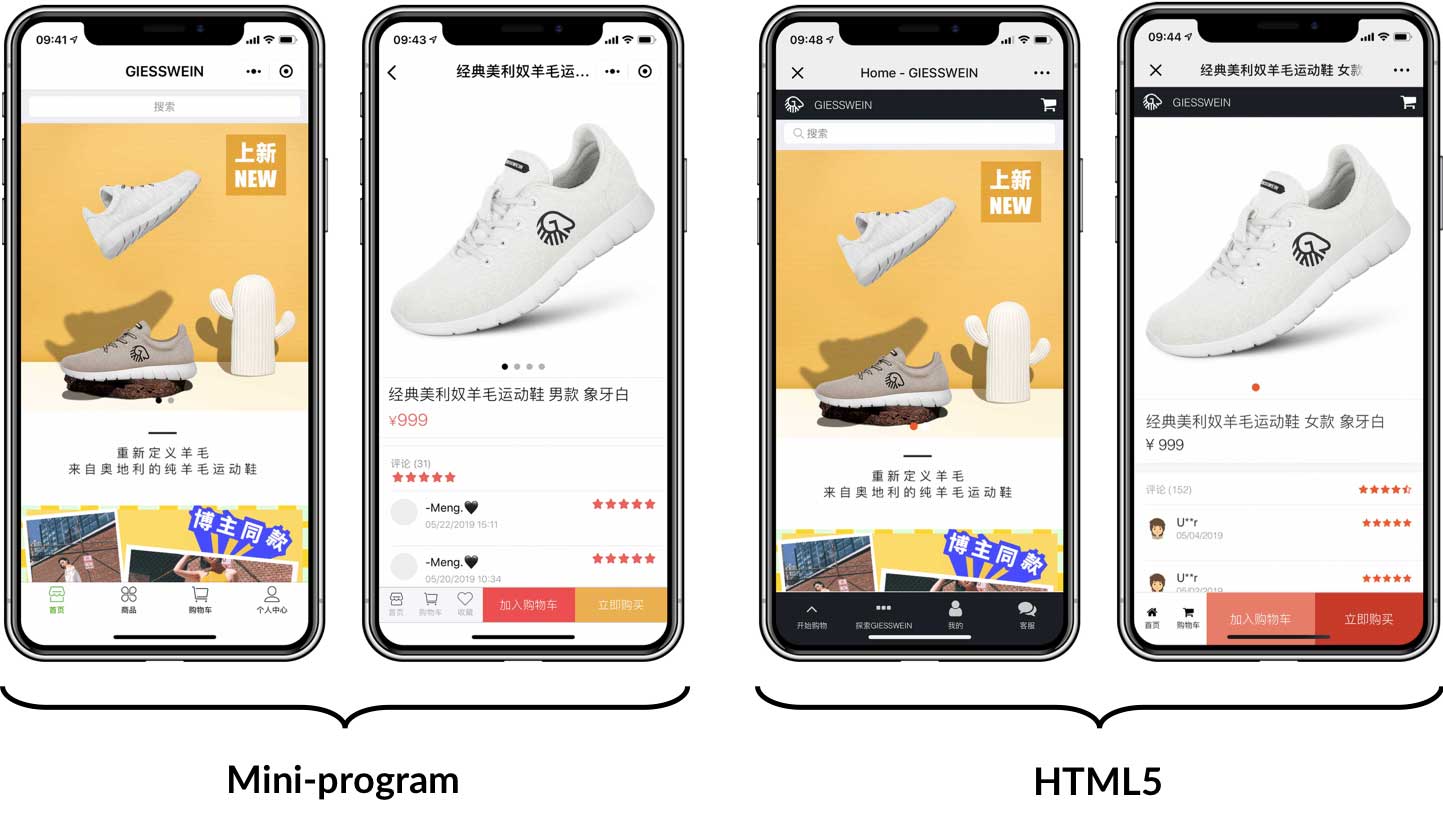 09:41
GIESSWEIN
搜索
上新
NEW
重新定义羊毛
来自奥地利的纯羊毛运动鞋
博主同款
首页
商品
购物车
个人中心
09:43
经典美利奴羊毛运...
GIESSWEIN
经典美利奴羊毛运动鞋 男款 象牙白
¥999
评论 (31)
-Meng.🖤
05/22/2019 15:11
-Meng.🖤
05/20/2019 10:34
首页
购物车
收藏
加入购物车
立即购买
09:48
Home - GIESSWEIN
GIESSWEIN
搜索
上新
NEW
重新定义羊毛
来自奥地利的纯羊毛运动鞋
博主同款
开始购物
探索GIESSWEIN
我的
客服
09:44
经典美利奴羊毛运动鞋 女款
GIESSWEIN
GIESSWEIN
经典美利奴羊毛运动鞋 女款 象牙白
¥ 999
评论 (152)
U**r
05/04/2019
U**r
05/02/2019
首页
购物车
加入购物车
立即购买
Mini-program
HTML5